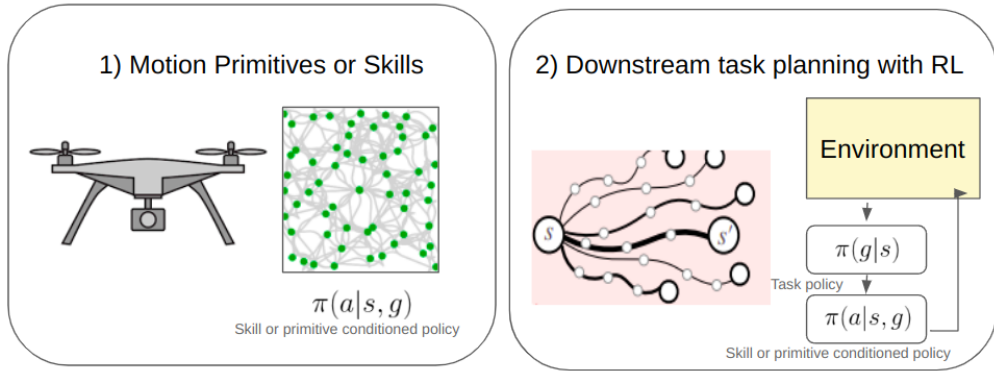 1) Motion Primitives or Skills
π(a|s, g)
Skill or primitive conditioned policy
2) Downstream task planning with RL
Environment
s
s′
π(g|s)
Task policy
π(a|s, g)
Skill or primitive conditioned policy